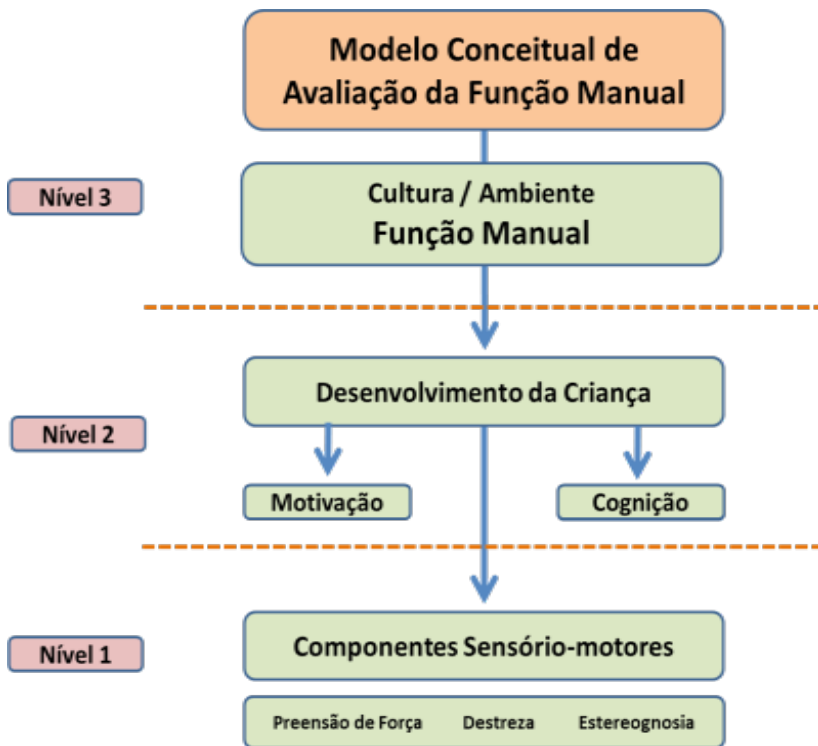 Modelo Conceitual de
Avaliação da Função Manual
Nível 3
Cultura / Ambiente
Função Manual
Desenvolvimento da Criança
Nível 2
Motivação
Cognição
Nível 1
Componentes Sensório-motores
Preensão de Força Destreza Estereognosia